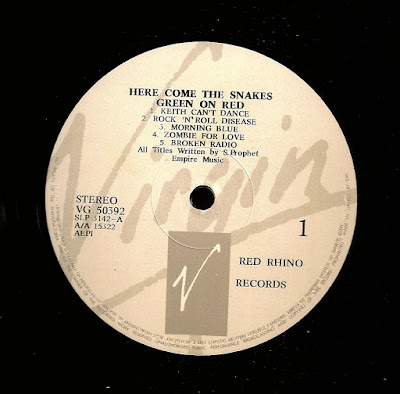 HERE COME THE SNAKES
GREEN ON RED
1. KEITH CAN'T DANCE
2. ROCK 'N' ROLL DISEASE
3. MORNING BLUE
4. ZOMBIE FOR LOVE
5. BROKEN RADIO
All Titles Written by S. Prophet
Empire Music
Virgin
STEREO
VG 50392
SLP 3142-A
A/A 15322
AEPI
1
RED RHINO
RECORDS